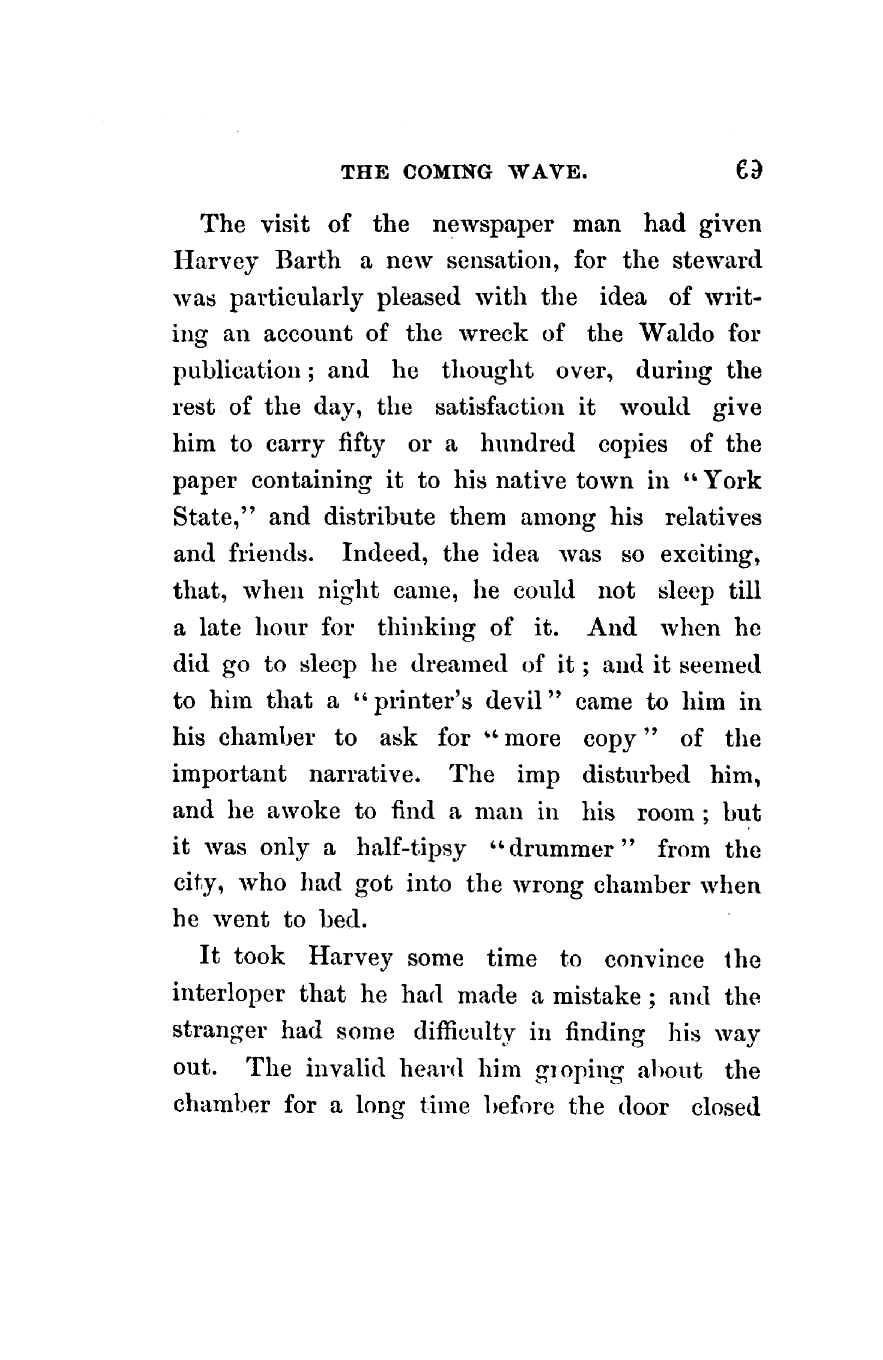 THE COMING WAVE. 69
The visit of the newspaper man had given
Harvey Barth a new sensation, for the steward
was particularly pleased with the idea of writ-
ing an account of the wreck of the Waldo for
publication ; and he thought over, during the
rest of the day, the satisfaction it would give
him to carry fifty or a hundred copies of the
paper containing it to his native town in “York
State,” and distribute them among his relatives
and friends. Indeed, the idea was so exciting,
that, when night came, he could not sleep till
a late hour for thinking of it. And when he
did go to sleep he dreamed of it ; and it seemed
to him that a “printer's devil” came to him in
his chamber to ask for “more copy” of the
important narrative. The imp disturbed him,
and he awoke to find a man in his room ; but
it was only a half-tipsy “drummer” from the
city, who had got into the wrong chamber when
he went to bed.
It took Harvey some time to convince the
interloper that he had made a mistake ; and the
stranger had some difficulty in finding his way
out. The invalid heard him groping about the
chamber for a long time before the door closed